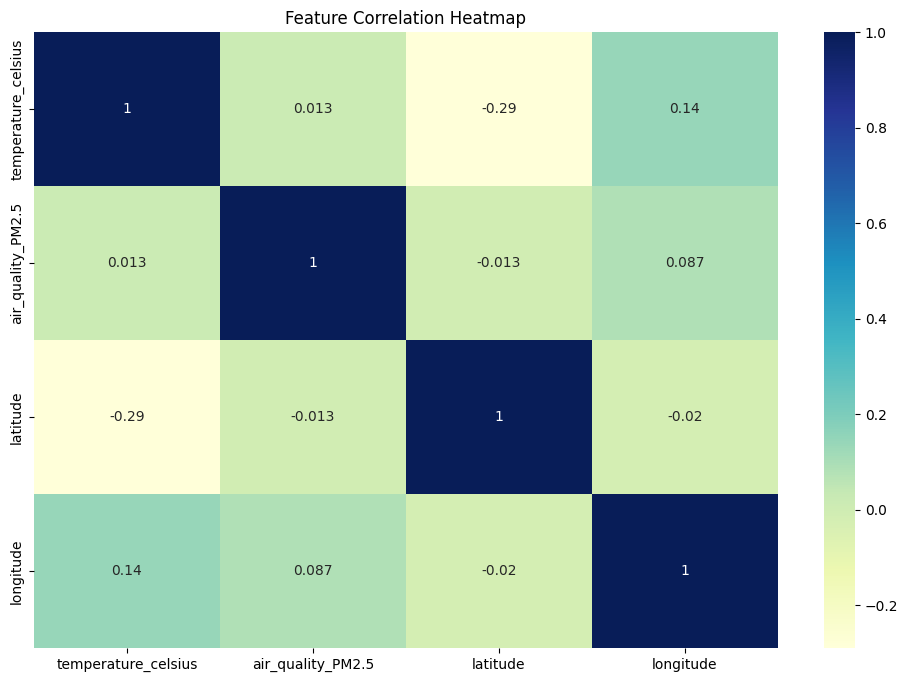 Feature Correlation Heatmap
temperature_celsius
1
0.013
-0.29
0.14
air_quality_PM2.5
0.013
1
-0.013
0.087
latitude
-0.29
-0.013
1
-0.02
longitude
0.14
0.087
-0.02
1
temperature_celsius
air_quality_PM2.5
latitude
longitude
1.0
0.8
0.6
0.4
0.2
0.0
−0.2